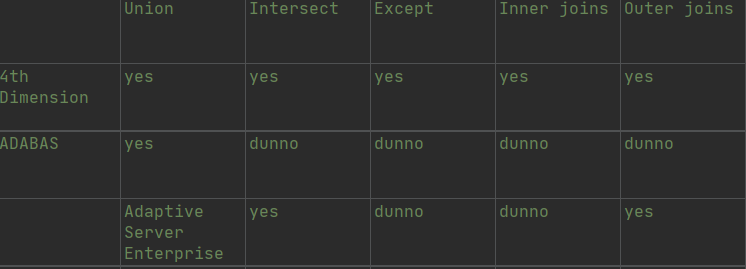 Union Intersect Except Inner joins Outer joins
4th yes yes yes yes yes
Dimension
ADABAS yes dunno dunno dunno dunno
Adaptive yes dunno dunno yes
Server
Enterprise